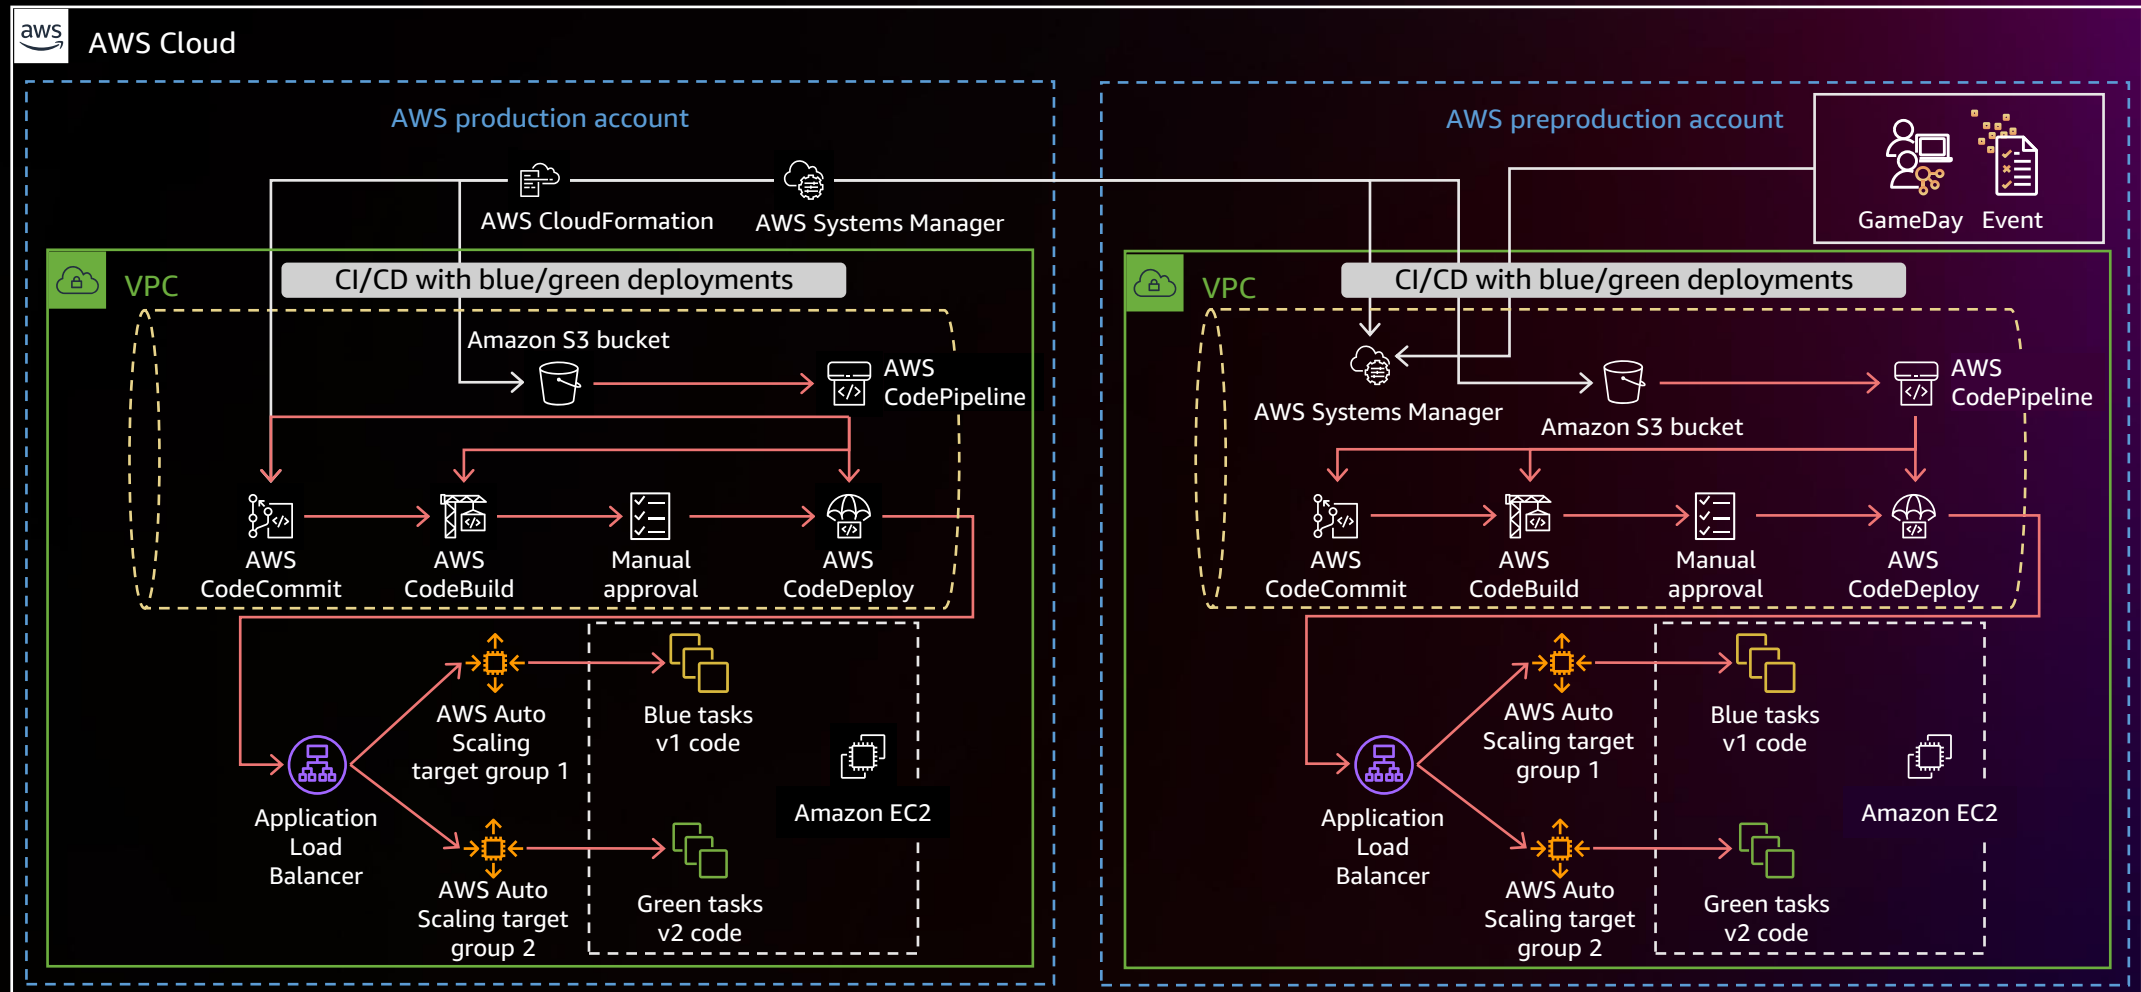 aws
AWS Cloud
AWS production account
AWS CloudFormation
AWS Systems Manager
VPC
CI/CD with blue/green deployments
Amazon S3 bucket
AWS
CodePipeline
AWS
CodeCommit
AWS
CodeBuild
Manual
approval
AWS
CodeDeploy
Application
Load
Balancer
AWS Auto
Scaling
target group 1
AWS Auto
Scaling target
group 2
Blue tasks
v1 code
Green tasks
v2 code
Amazon EC2
AWS preproduction account
GameDay
Event
VPC
CI/CD with blue/green deployments
AWS Systems Manager
Amazon S3 bucket
AWS
CodePipeline
AWS
CodeCommit
AWS
CodeBuild
Manual
approval
AWS
CodeDeploy
Application
Load
Balancer
AWS Auto
Scaling target
group 1
AWS Auto
Scaling target
group 2
Blue tasks
v1 code
Green tasks
v2 code
Amazon EC2